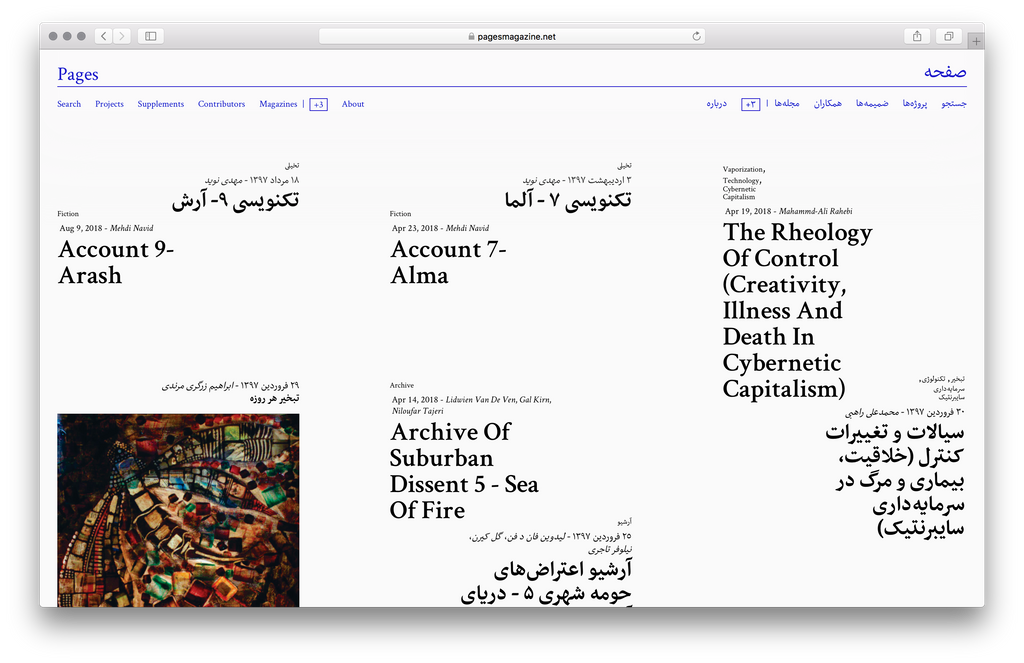 pagesmagazine.net
Pages
صفحه
Search Projects Supplements Contributors Magazines | +3 About
جستجو پروژه‌ها ضمیمه‌ها همکاران مجله‌ها | +۳ درباره
تخیلی
۱۸ مرداد ۱۳۹۷ - مهدی نوید
تکنویسی ۹- آرش
Fiction
Aug 9, 2018 - Mehdi Navid
Account 9-
Arash
تخیلی
۳ اردیبهشت ۱۳۹۷ - مهدی نوید
تکنویسی ۷ - آلما
Fiction
Apr 23, 2018 - Mehdi Navid
Account 7-
Alma
Vaporization,
Technology,
Cybernetic
Capitalism
Apr 19, 2018 - Mahammd-Ali Rahebi
The Rheology
Of Control
(Creativity,
Illness And
Death In
Cybernetic
Capitalism)
تبخیر, تکنولوژی,
سرمایه‌داری
سایبرنتیک
۳۰ فروردین ۱۳۹۷ - محمدعلی راهبی
سیالات و تغییرات
کنترل (خلاقیت،
بیماری و مرگ در
سرمایه‌داری
سایبرنتیک)
۲۹ فروردین ۱۳۹۷ - ابراهیم زرگری مرندی
تبخیر هر روزه
Archive
Apr 14, 2018 - Lidwien Van De Ven, Gal Kirn,
Niloufar Tajeri
Archive Of
Suburban
Dissent 5 - Sea
Of Fire
آرشیو
۲۵ فروردین ۱۳۹۷ - لیدوین فان د فن، گل کیرن،
نیلوفر تاجری
آرشیو اعتراض‌های
حومه شهری ۵ - دریای